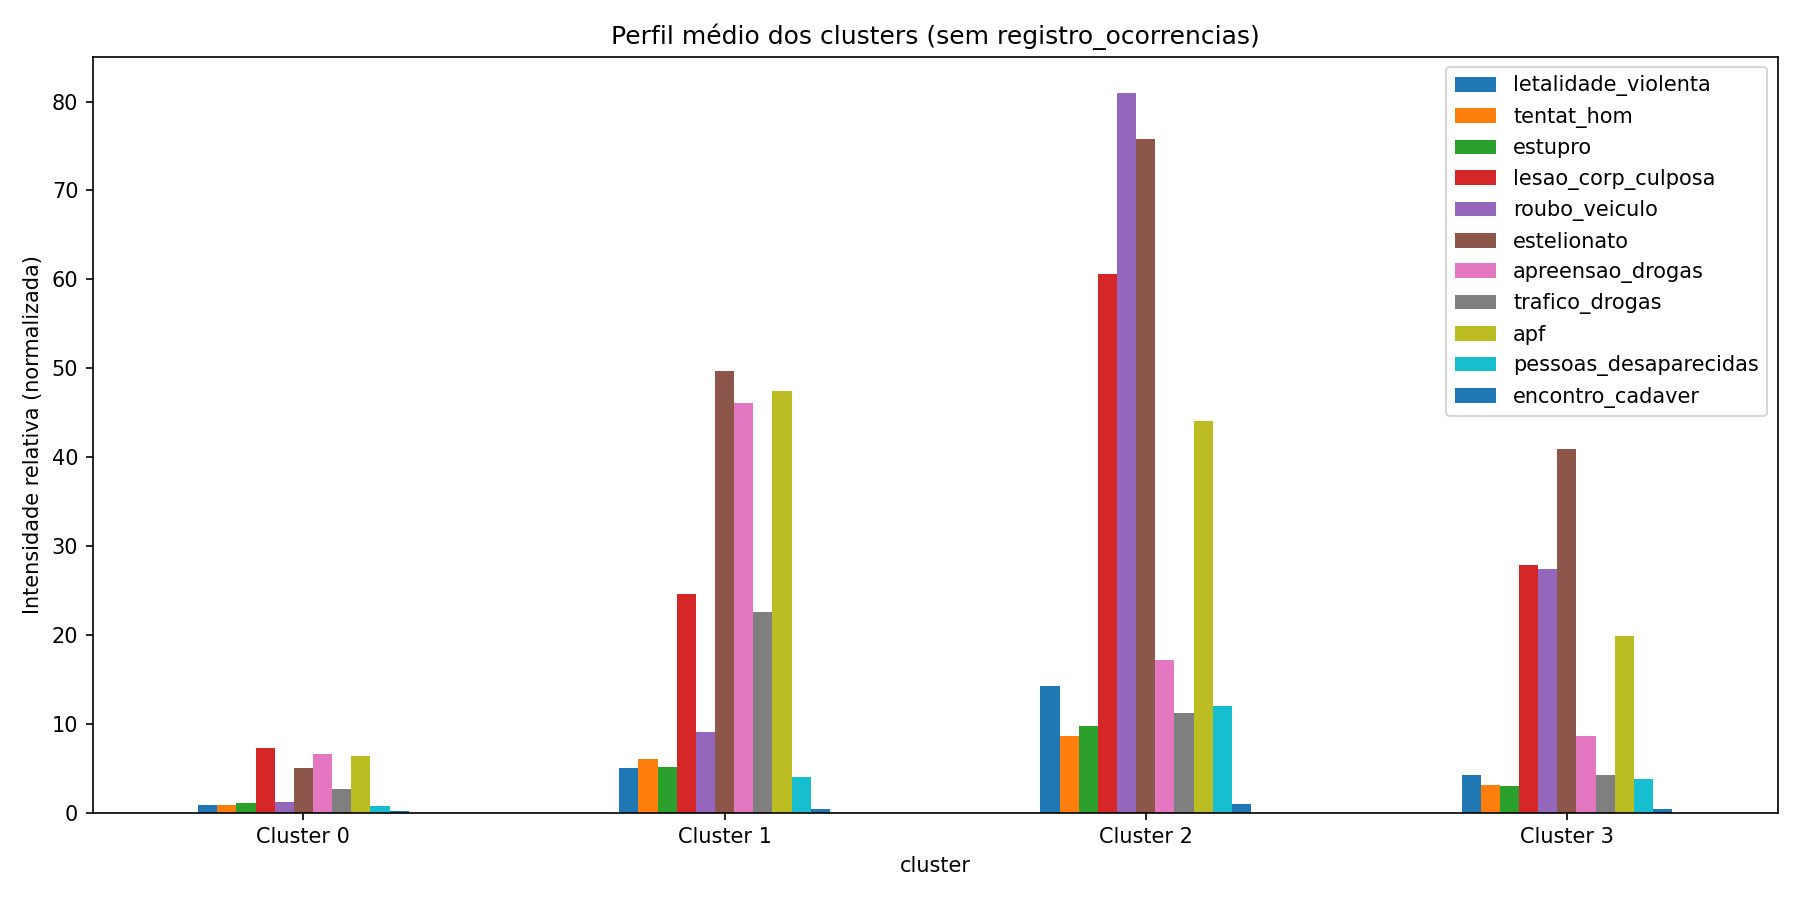 Perfil médio dos clusters (sem registro_ocorrencias)
Intensidade relativa (normalizada)
80
70
60
50
40
30
20
10
0
letalidade_violenta
tentat_hom
estupro
lesao_corp_culposa
roubo_veiculo
estelionato
apreensao_drogas
trafico_drogas
apf
pessoas_desaparecidas
encontro_cadaver
Cluster 0 Cluster 1 Cluster 2 Cluster 3
cluster